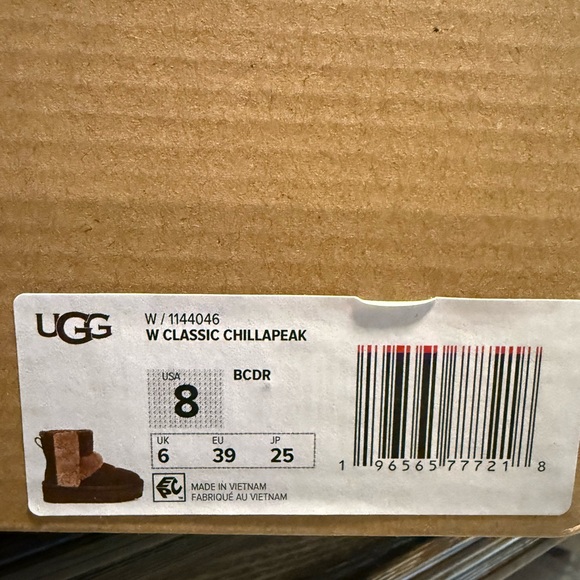 UGG
W / 1144046
W CLASSIC CHILLAPEAK
USA
8
BCDR
UK EU JP
6 39 25
MADE IN VIETNAM
FABRIQUÉ AU VIETNAM
1 96565 77721 8